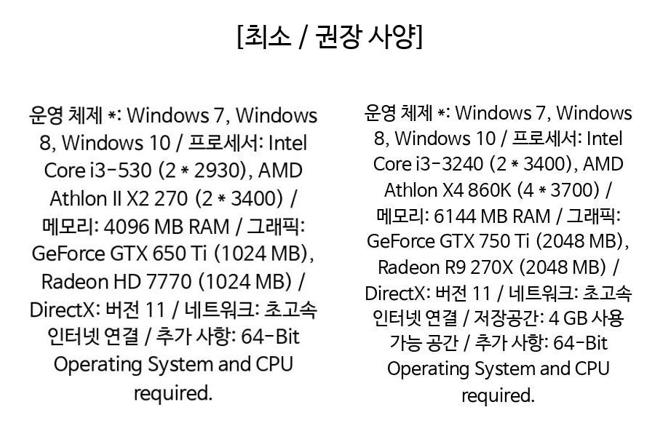 [최소 / 권장 사양]
운영 체제 *: Windows 7, Windows
8, Windows 10 / 프로세서: Intel
Core i3-530 (2 * 2930), AMD
Athlon II X2 270 (2 * 3400) /
메모리: 4096 MB RAM / 그래픽:
GeForce GTX 650 Ti (1024 MB),
Radeon HD 7770 (1024 MB) /
DirectX: 버전 11 / 네트워크: 초고속
인터넷 연결 / 추가 사항: 64-Bit
Operating System and CPU
required.
운영 체제 *: Windows 7, Windows
8, Windows 10 / 프로세서: Intel
Core i3-3240 (2 * 3400), AMD
Athlon X4 860K (4 * 3700) /
메모리: 6144 MB RAM / 그래픽:
GeForce GTX 750 Ti (2048 MB),
Radeon R9 270X (2048 MB) /
DirectX: 버전 11 / 네트워크: 초고속
인터넷 연결 / 저장공간: 4 GB 사용
가능 공간 / 추가 사항: 64-Bit
Operating System and CPU
required.